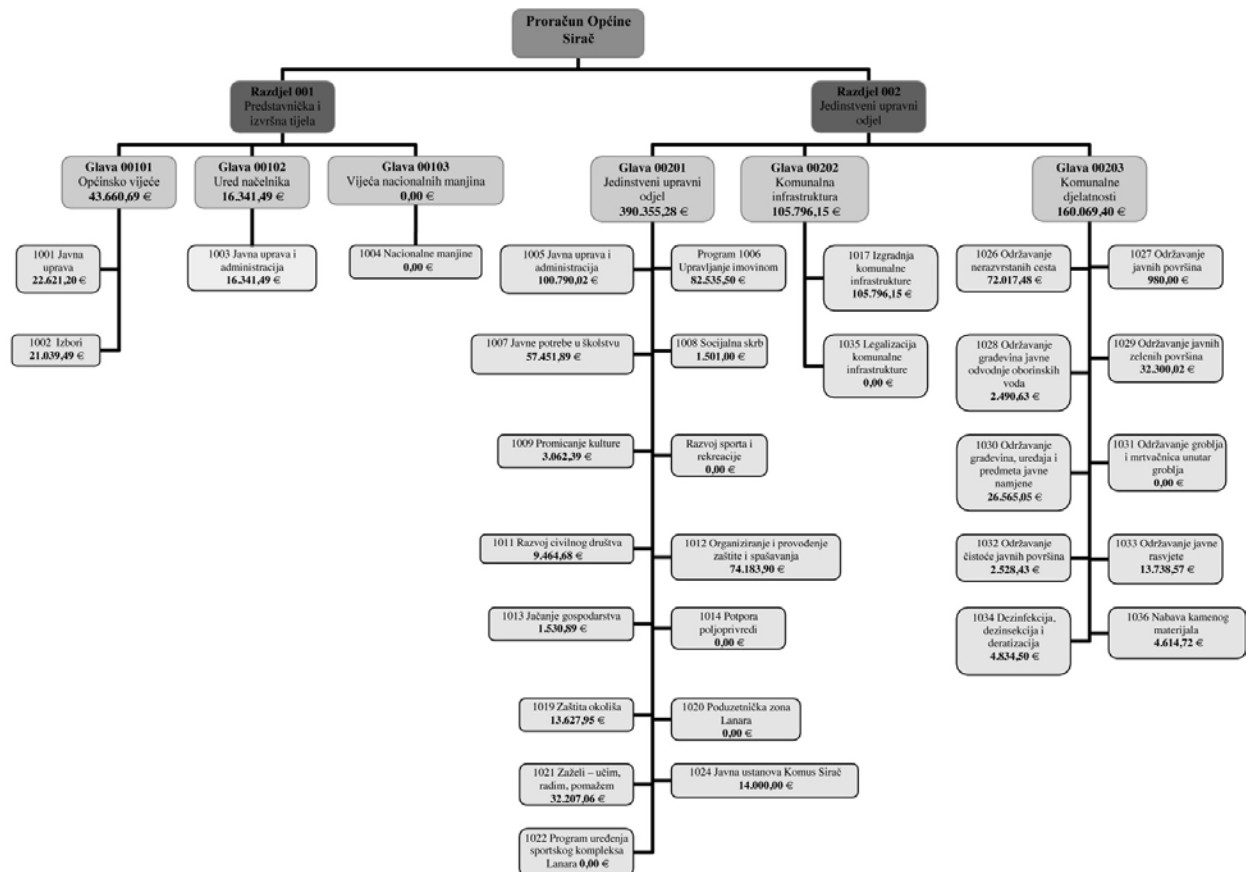 Proračun Općine
Sirač
Razdjel 001
Predstavnička i
izvršna tijela
Razdjel 002
Jedinstveni upravni
odjel
Glava 00101
Općinsko vijeće
43.660,69 €
Glava 00102
Ured načelnika
16.341,49 €
Glava 00103
Vijeća nacionalnih manjina
0,00 €
Glava 00201
Jedinstveni upravni
odjel
390.355,28 €
Glava 00202
Komunalna
infrastruktura
105.796,15 €
Glava 00203
Komunalne
djelatnosti
160.069,40 €
1001 Javna
uprava
22.621,20 €
1002 Izbori
21.039,49 €
1003 Javna uprava i
administracija
16.341,49 €
1004 Nacionalne manjine
0,00 €
1005 Javna uprava i
administracija
100.790,02 €
Program 1006
Upravljanje imovinom
82.535,50 €
1007 Javne potrebe u školstvu
57.451,89 €
1008 Socijalna skrb
1.501,00 €
1009 Promicanje kulture
3.062,39 €
Razvoj sporta i
rekreacije
0,00 €
1011 Razvoj civilnog društva
9.464,68 €
1012 Organiziranje i provođenje
zaštite i spašavanja
74.183,90 €
1013 Jačanje gospodarstva
1.530,89 €
1014 Potpora
poljoprivredi
0,00 €
1019 Zaštita okoliša
13.627,95 €
1020 Poduzetnička zona
Lanara
0,00 €
1021 Zaželi – učim,
radim, pomažem
32.207,06 €
1024 Javna ustanova Komus Sirač
14.000,00 €
1022 Program uređenja
sportskog kompleksa
Lanara 0,00 €
1017 Izgradnja
komunalne
infrastrukture
105.796,15 €
1035 Legalizacija
komunalne
infrastrukture
0,00 €
1026 Održavanje
nerazvrstanih cesta
72.017,48 €
1027 Održavanje
javnih površina
980,00 €
1028 Održavanje
građevina javne
odvodnje oborinskih
voda
2.490,63 €
1029 Održavanje javnih
zelenih površina
32.300,02 €
1030 Održavanje
građevina, uređaja i
predmeta javne
namjene
26.565,05 €
1031 Održavanje groblja
i mrtvačnica unutar
groblja
0,00 €
1032 Održavanje
čistoće javnih površina
2.528,43 €
1033 Održavanje javne
rasvjete
13.738,57 €
1034 Dezinfekcija,
dezinsekcija i
deratizacija
4.834,50 €
1036 Nabava kamenog
materijala
4.614,72 €